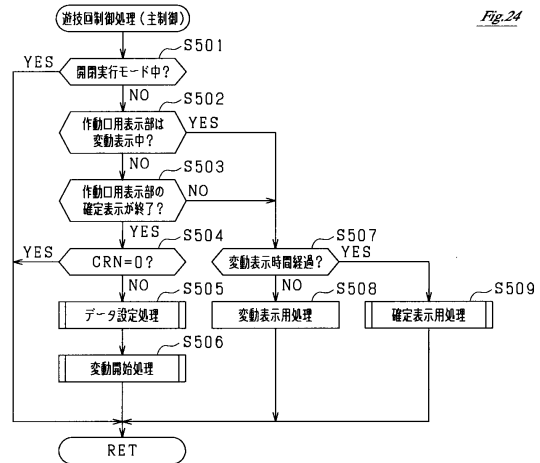 遊技回制御処理(主制御)
Fig.24
S501
開閉実行モード中?
YES
NO
S502
作動口用表示部は
変動表示中?
YES
NO
S503
作動口用表示部の
確定表示が終了?
NO
YES
S504
CRN=0?
YES
NO
S505
データ設定処理
S506
変動開始処理
S507
変動表示時間経過?
YES
NO
S508
変動表示用処理
S509
確定表示用処理
RET